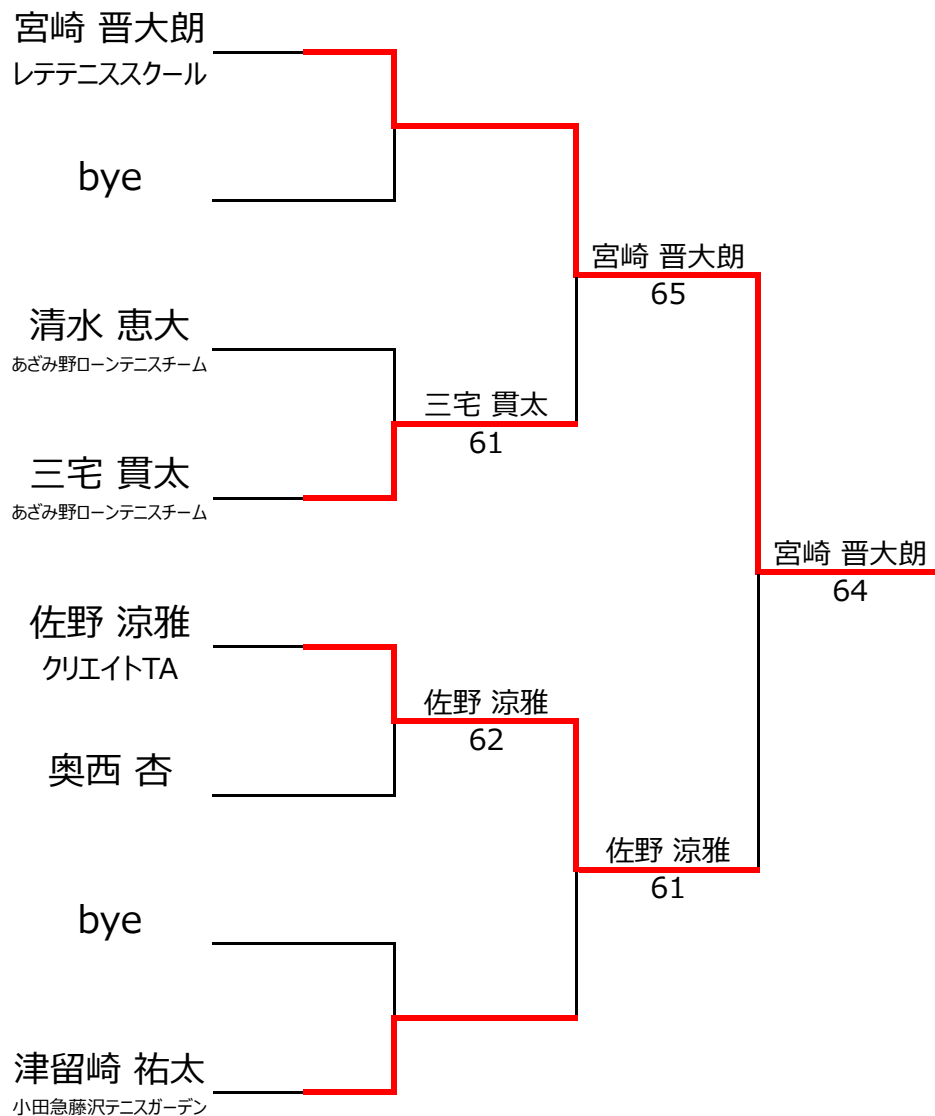 宮崎 晋大朗
レテテニススクール
bye
宮崎 晋大朗
65
清水 恵大
あざみ野ローンテニスチーム
三宅 貫太
61
三宅 貫太
あざみ野ローンテニスチーム
宮崎 晋大朗
64
佐野 涼雅
クリエイトTA
佐野 涼雅
62
奥西 杏
佐野 涼雅
61
bye
津留崎 祐太
小田急藤沢テニスガーデン